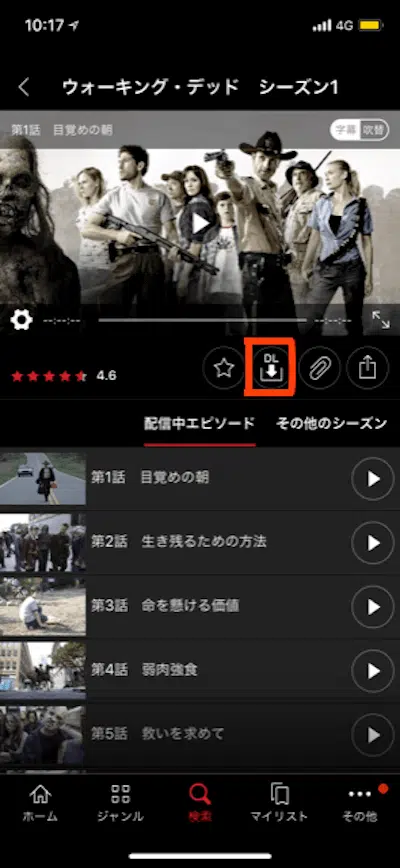 10:17
4G
ウォーキング・デッド シーズン1
第1話 目覚めの朝
字幕 吹替
--:--:--
--:--:--
4.6
DL
配信中エピソード その他のシーズン
第1話 目覚めの朝
第2話 生き残るための方法
第3話 命を懸ける価値
第4話 弱肉強食
第5話 救いを求めて
ホーム ジャンル 検索 マイリスト その他